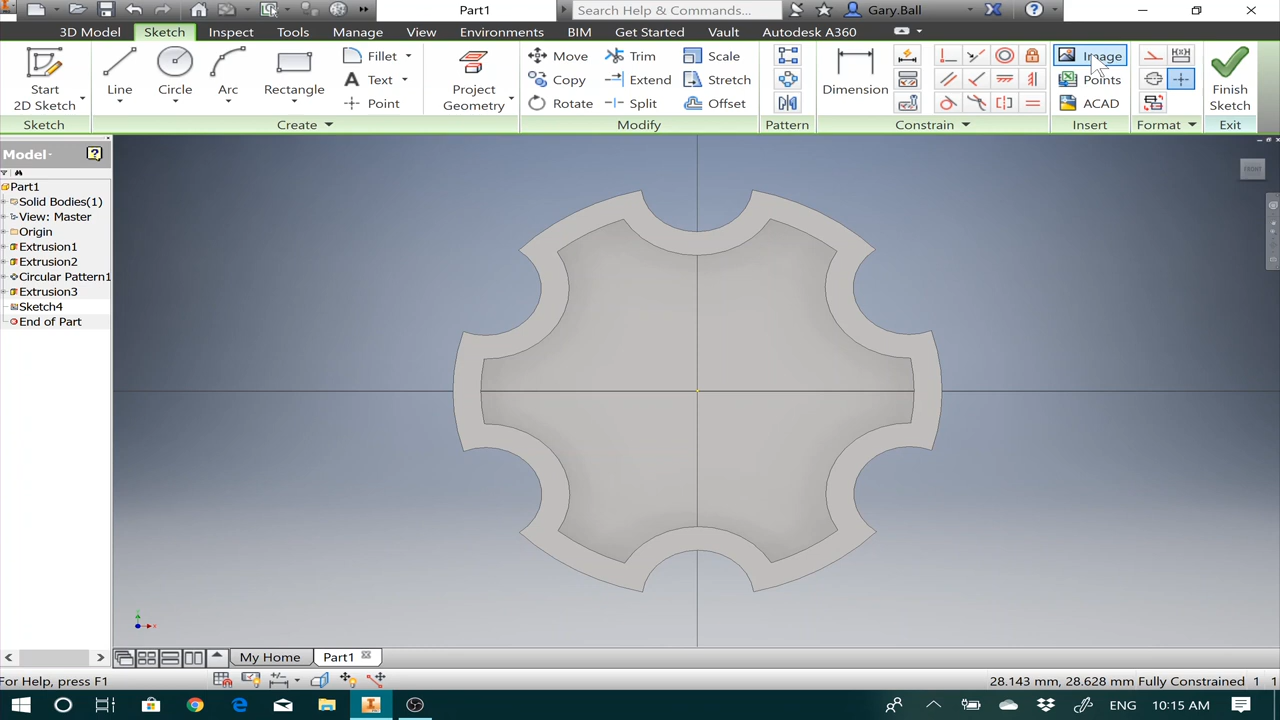 Part1
Search Help & Commands...
Gary.Ball
3D Model Sketch Inspect Tools Manage View Environments BIM Get Started Vault Autodesk A360
Start
2D Sketch
Line
Circle
Arc
Rectangle
Fillet
Text
Point
Project
Geometry
Move
Copy
Rotate
Trim
Extend
Split
Scale
Stretch
Offset
Dimension
Image
Points
ACAD
Finish
Sketch
Sketch Create Modify Pattern Constrain Insert Format Exit
Model
Part1
Solid Bodies(1)
View: Master
Origin
Extrusion1
Extrusion2
Circular Pattern1
Extrusion3
Sketch4
End of Part
FRONT
My Home Part1
For Help, press F1
28.143 mm, 28.628 mm Fully Constrained 1 1
ENG 10:15 AM